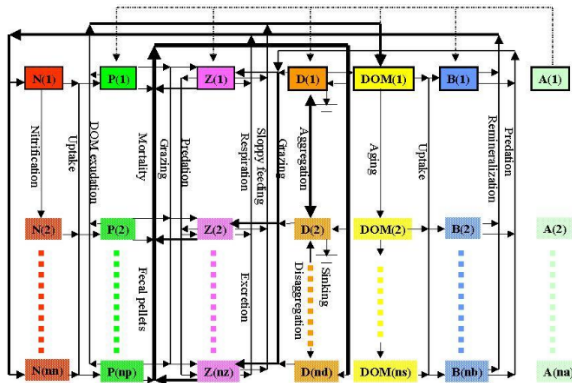 N(1) P(1) Z(1) D(1) DOM(1) B(1) A(1)
Nitrification
Uptake
DOM exudation
Mortality
Grazing
Predation
Respiration
Sloppy feeding
Grazing
Aggregation
Aging
Uptake
Remineralization
Predation
N(2) P(2) Z(2) D(2) DOM(2) B(2) A(2)
Fecal pellets
Excretion
Disaggregation
Sinking
N(nn) P(np) Z(nz) D(nd) DOM(ns) B(nb) A(na)